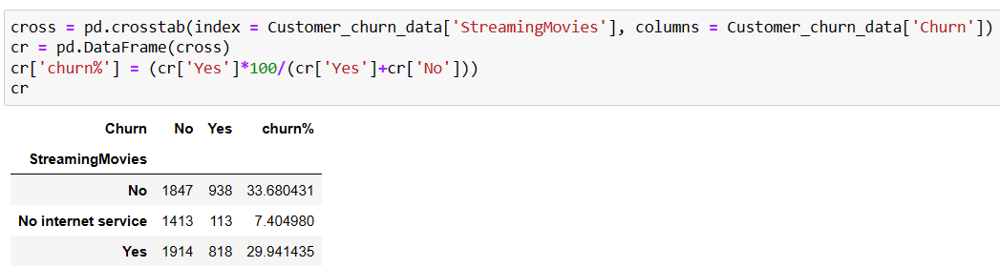 cross = pd.crosstab(index = Customer_churn_data['StreamingMovies'], columns = Customer_churn_data['Churn'])
cr = pd.DataFrame(cross)
cr['churn%'] = (cr['Yes']*100/(cr['Yes']+cr['No']))
cr
Churn No Yes churn%
StreamingMovies
No 1847 938 33.680431
No internet service 1413 113 7.404980
Yes 1914 818 29.941435